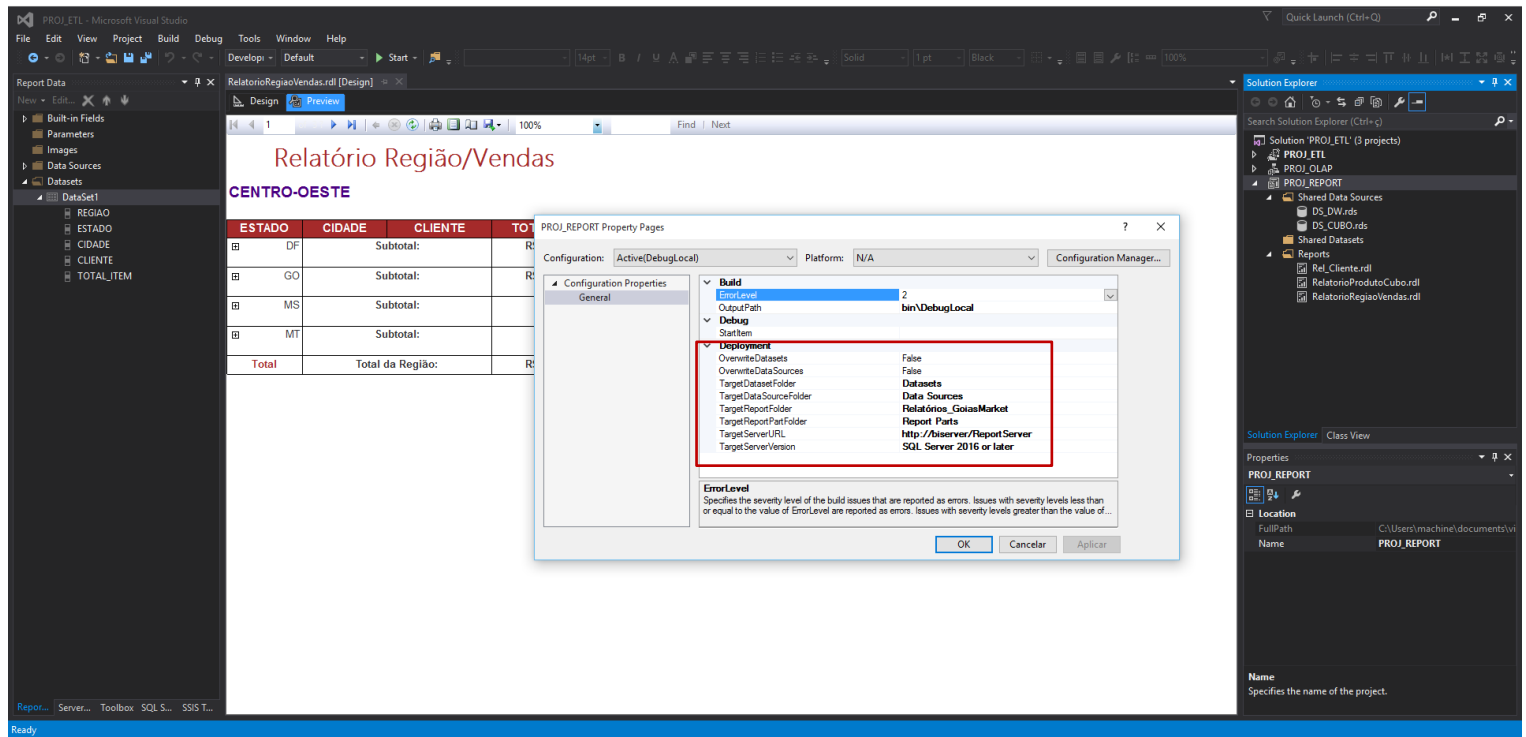 PROJ_ETL - Microsoft Visual Studio
Quick Launch (Ctrl+Q)
File Edit View Project Build Debug Tools Window Help
Developi Default Start 14pt B I U A Solid 1 pt Black 100%
Report Data
New Edit...
Built-in Fields
Parameters
Images
Data Sources
Datasets
DataSet1
REGIAO
ESTADO
CIDADE
CLIENTE
TOTAL_ITEM
Repor... Server... Toolbox SQL S... SSIS T...
RelatorioRegiaoVendas.rdl [Design]
Design Preview
1 100% Find | Next
Relatório Região/Vendas
CENTRO-OESTE
ESTADO CIDADE CLIENTE TOT
DF Subtotal: R
GO Subtotal: R
MS Subtotal:
MT Subtotal:
Total Total da Região: R
PROJ_REPORT Property Pages ?
Configuration: Active(DebugLocal) Platform: N/A Configuration Manager...
Configuration Properties
General
Build
ErrorLevel 2
OutputPath bin\DebugLocal
Debug
StartItem
Deployment
OverwriteDatasets False
OverwriteDataSources False
TargetDatasetFolder Datasets
TargetDataSourceFolder Data Sources
TargetReportFolder Relatórios_GoiasMarket
TargetReportPartFolder Report Parts
TargetServerURL http://biserver/ReportServer
TargetServerVersion SQL Server 2016 or later
ErrorLevel
Specifies the severity level of the build issues that are reported as errors. Issues with severity levels less than
or equal to the value of ErrorLevel are reported as errors. Issues with severity levels greater than the value of...
OK Cancelar Aplicar
Solution Explorer
Search Solution Explorer (Ctrl+ç)
Solution 'PROJ_ETL' (3 projects)
PROJ_ETL
PROJ_OLAP
PROJ_REPORT
Shared Data Sources
DS_DW.rds
DS_CUBO.rds
Shared Datasets
Reports
Rel_Cliente.rdl
RelatorioProdutoCubo.rdl
RelatorioRegiaoVendas.rdl
Solution Explorer Class View
Properties
PROJ_REPORT
Location
FullPath C:\Users\machine\documents\vi
Name PROJ_REPORT
Name
Specifies the name of the project.
Ready